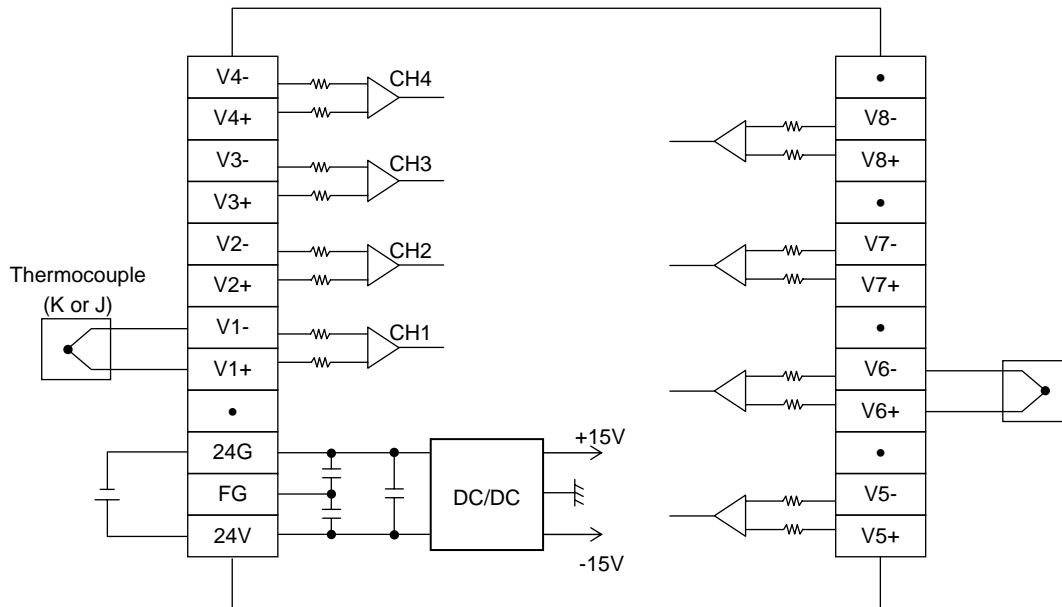 V4-
CH4
V4+
V3-
CH3
V3+
V2-
CH2
V2+
Thermocouple
(K or J)
V1-
CH1
V1+
•
24G
FG
24V
DC/DC
+15V
-15V
•
V8-
V8+
•
V7-
V7+
•
V6-
V6+
•
V5-
V5+